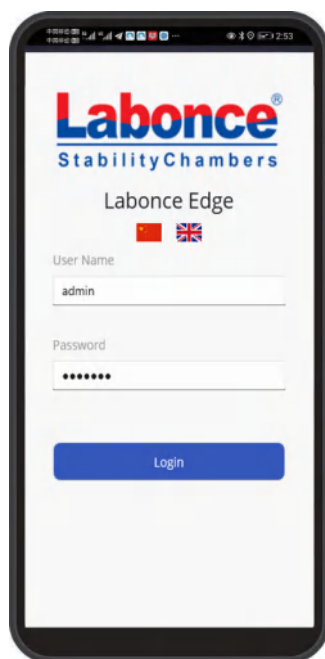 2:53
Labonce®
StabilityChambers
Labonce Edge
User Name
admin
Password
•••••••
Login